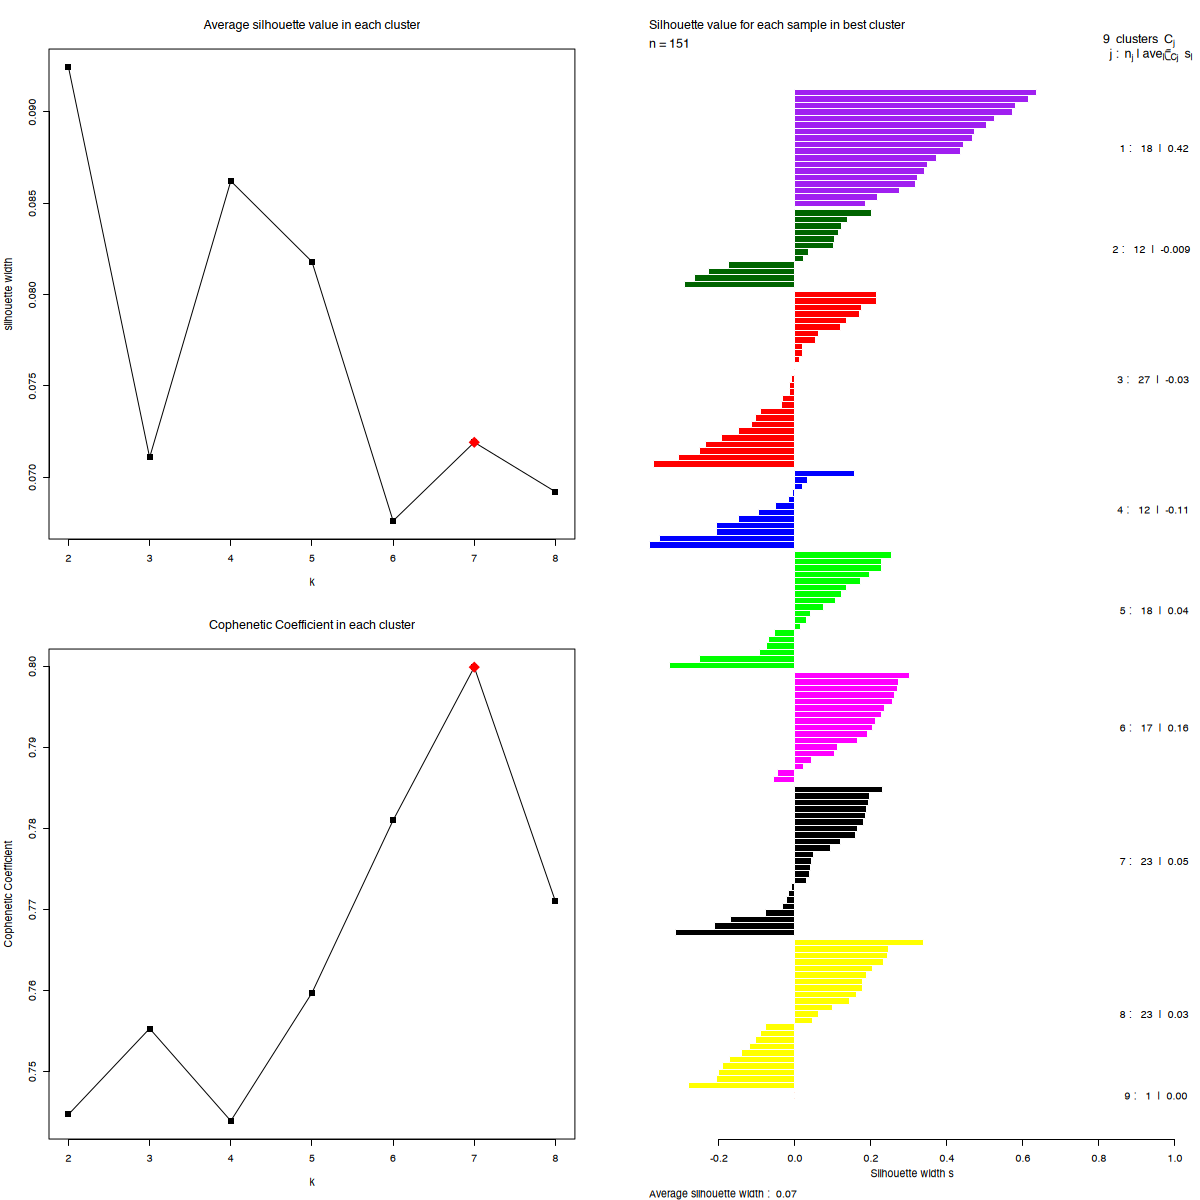 Average silhouette value in each cluster
silhouette width
0.090
0.085
0.080
0.075
0.070
2 3 4 5 6 7 8
k
Cophenetic Coefficient in each cluster
Cophenetic Coefficient
0.80
0.79
0.78
0.77
0.76
0.75
2 3 4 5 6 7 8
k
Silhouette value for each sample in best cluster
n = 151
9 clusters Cj
j : nj | avei∈Cj si
1 : 18 | 0.42
2 : 12 | -0.009
3 : 27 | -0.03
4 : 12 | -0.11
5 : 18 | 0.04
6 : 17 | 0.16
7 : 23 | 0.05
8 : 23 | 0.03
9 : 1 | 0.00
-0.2 0.0 0.2 0.4 0.6 0.8 1.0
Silhouette width s
Average silhouette width : 0.07